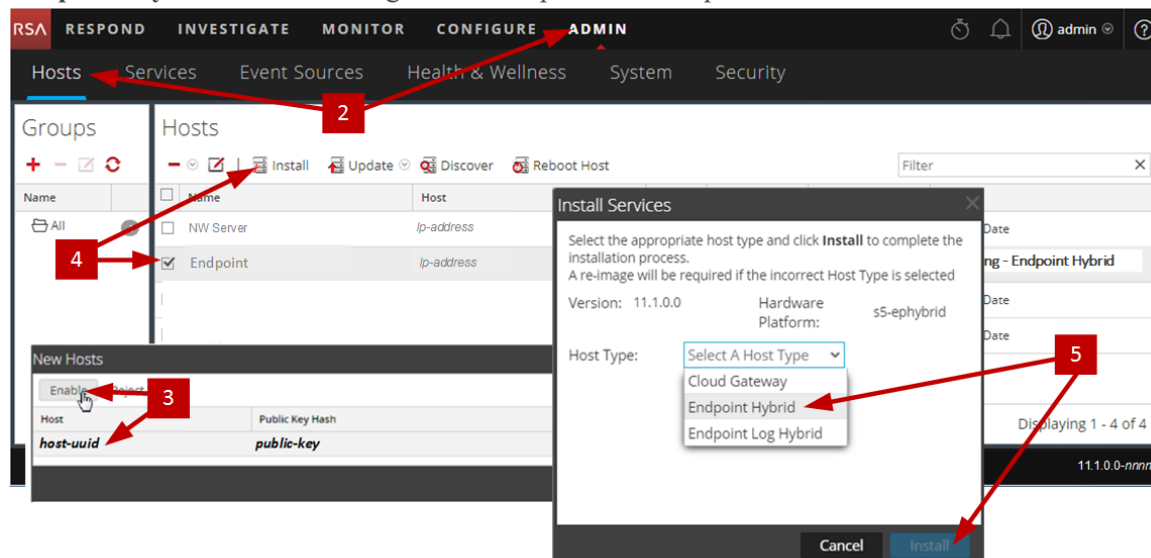 RSA RESPOND INVESTIGATE MONITOR CONFIGURE ADMIN admin
Hosts Services Event Sources Health & Wellness System Security
2
Groups Hosts
Install Update Discover Reboot Host Filter
Name Name Host
All NW Server Ip-address Date
4 Endpoint Ip-address ng - Endpoint Hybrid
Date
Date
Install Services
Select the appropriate host type and click Install to complete the
installation process.
A re-image will be required if the incorrect Host Type is selected
Version: 11.1.0.0 Hardware Platform: s5-ephybrid
Host Type: Select A Host Type
Cloud Gateway
Endpoint Hybrid
Endpoint Log Hybrid
5
New Hosts
Enable Reject
3
Host Public Key Hash
host-uuid public-key
Displaying 1 - 4 of 4
11.1.0.0-nnnn
Cancel Install